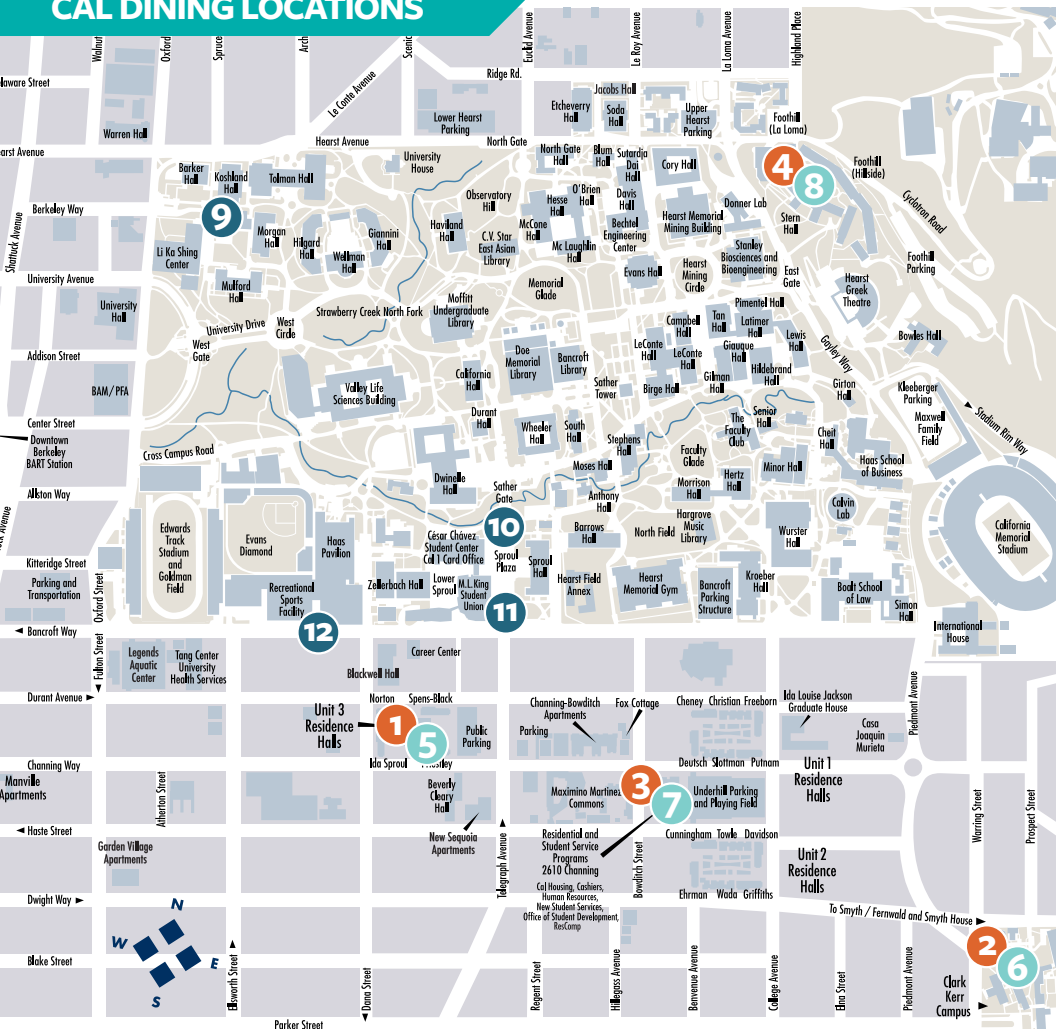 CAL DINING LOCATIONS
Walnut
Oxford
Spruce
Arch
Scenic
Euclid Avenue
Le Roy Avenue
La Loma Avenue
Highland Place
Ridge Rd.
Le Conte Avenue
Jacobs Hall
Etcheverry
Hall
Soda
Hall
Upper
Hearst
Parking
Foothill
(La Loma)
Warren Hall
Lower Hearst
Parking
Hearst Avenue
North Gate
University
House
North Gate
Hall
Blum
Hall
Sutardja
Dai
Hall
Cory Hall
4
8
Foothill
(Hillside)
Cyclotron Road
Barker
Hall
Koshland
Hall
Tolman Hall
Observatory
Hill
O'Brien
Hall
Hesse
Hall
Davis
Hall
Donner Lab
Stern
Hall
Berkeley Way
9
Shattuck Avenue
Morgan
Hall
Hilgard
Hall
Wellman
Hall
Giannini
Hall
Haviland
Hall
C.V. Star
East Asian
Library
McCone
Hall
Mc Laughlin
Hall
Bechtel
Engineering
Center
Hearst Memorial
Mining Building
Stanley
Biosciences and
Bioengineering
Li Ka Shing
Center
University Avenue
Mulford
Hall
Evans Hall
Hearst
Mining
Circle
East
Gate
Foothill
Parking
Hearst
Greek
Theatre
Memorial
Glade
Moffitt
Undergraduate
Library
University
Hall
Strawberry Creek North Fork
University Drive
West
Circle
West
Gate
Pimentel Hall
Campbell
Hall
Tan
Hall
Latimer
Hall
Lewis
Hall
Bowles Hall
Gayley Way
Addison Street
LeConte
Hall
LeConte
Hall
Giauque
Hall
Hildebrand
Hall
Gilman
Hall
Birge Hall
Doe
Memorial
Library
Bancroft
Library
Sather
Tower
California
Hall
Valley Life
Sciences Building
BAM / PFA
Girton
Hall
Kleeberger
Parking
Maxwell
Family
Field
Stadium Rim Way
Center Street
Downtown
Berkeley
BART Station
Durant
Hall
Wheeler
Hall
South
Hall
Stephens
Hall
The
Faculty
Club
Senior
Hall
Cheit
Hall
Haas School
of Business
Cross Campus Road
Moses Hall
Faculty
Glade
Minor Hall
Hertz
Hall
Morrison
Hall
Allston Way
Dwinelle
Hall
Sather
Gate
Anthony
Hall
Calvin
Lab
California
Memorial
Stadium
10
Edwards
Track
Stadium
and
Goldman
Field
Evans
Diamond
Haas
Pavilion
César Chávez
Student Center
Cal 1 Card Office
Sproul
Plaza
Barrows
Hall
North Field
Hargrove
Music
Library
Wurster
Hall
Kitteridge Street
Parking and
Transportation
Oxford Street
Recreational
Sports
Facility
Zellerbach Hall
Lower
Sproul
M.L.King
Student
Union
Sproul
Hall
Hearst Field
Annex
Hearst
Memorial Gym
Bancroft
Parking
Structure
Kroeber
Hall
Boalt School
of Law
Simon
Hall
International
House
11
12
Bancroft Way
Fulton Street
Legends
Aquatic
Center
Tang Center
University
Health Services
Career Center
Blackwell Hall
Durant Avenue
Norton
Spens-Black
Unit 3
Residence
Halls
1
5
Public
Parking
Channing-Bowditch
Apartments
Fox Cottage
Parking
Cheney Christian Freeborn
Ida Louise Jackson
Graduate House
Casa
Joaquin
Murieta
Piedmont Avenue
Channing Way
Ida Sproul
Manville
Apartments
Atherton Street
Beverly
Cleary
Hall
New Sequoia
Apartments
Deutsch Slottman Putnam
Unit 1
Residence
Halls
Maximino Martinez
Commons
3
7
Underhill Parking
and Playing Field
Haste Street
Garden Village
Apartments
Telegraph Avenue
Residential and
Student Service
Programs
2610 Channing
Bowditch Street
Cunningham Towle Davidson
Unit 2
Residence
Halls
Warring Street
Prospect Street
Cal Housing, Cashiers,
Human Resources,
New Student Services,
Office of Student Development,
ResComp
Ehrman Wada Griffiths
Dwight Way
To Smyth / Fernwald and Smyth House
N
W
E
S
2
6
Blake Street
Ellsworth Street
Dana Street
Regent Street
Hillegass Avenue
Benvenue Avenue
College Avenue
Etna Street
Piedmont Avenue
Clark
Kerr
Campus
Parker Street